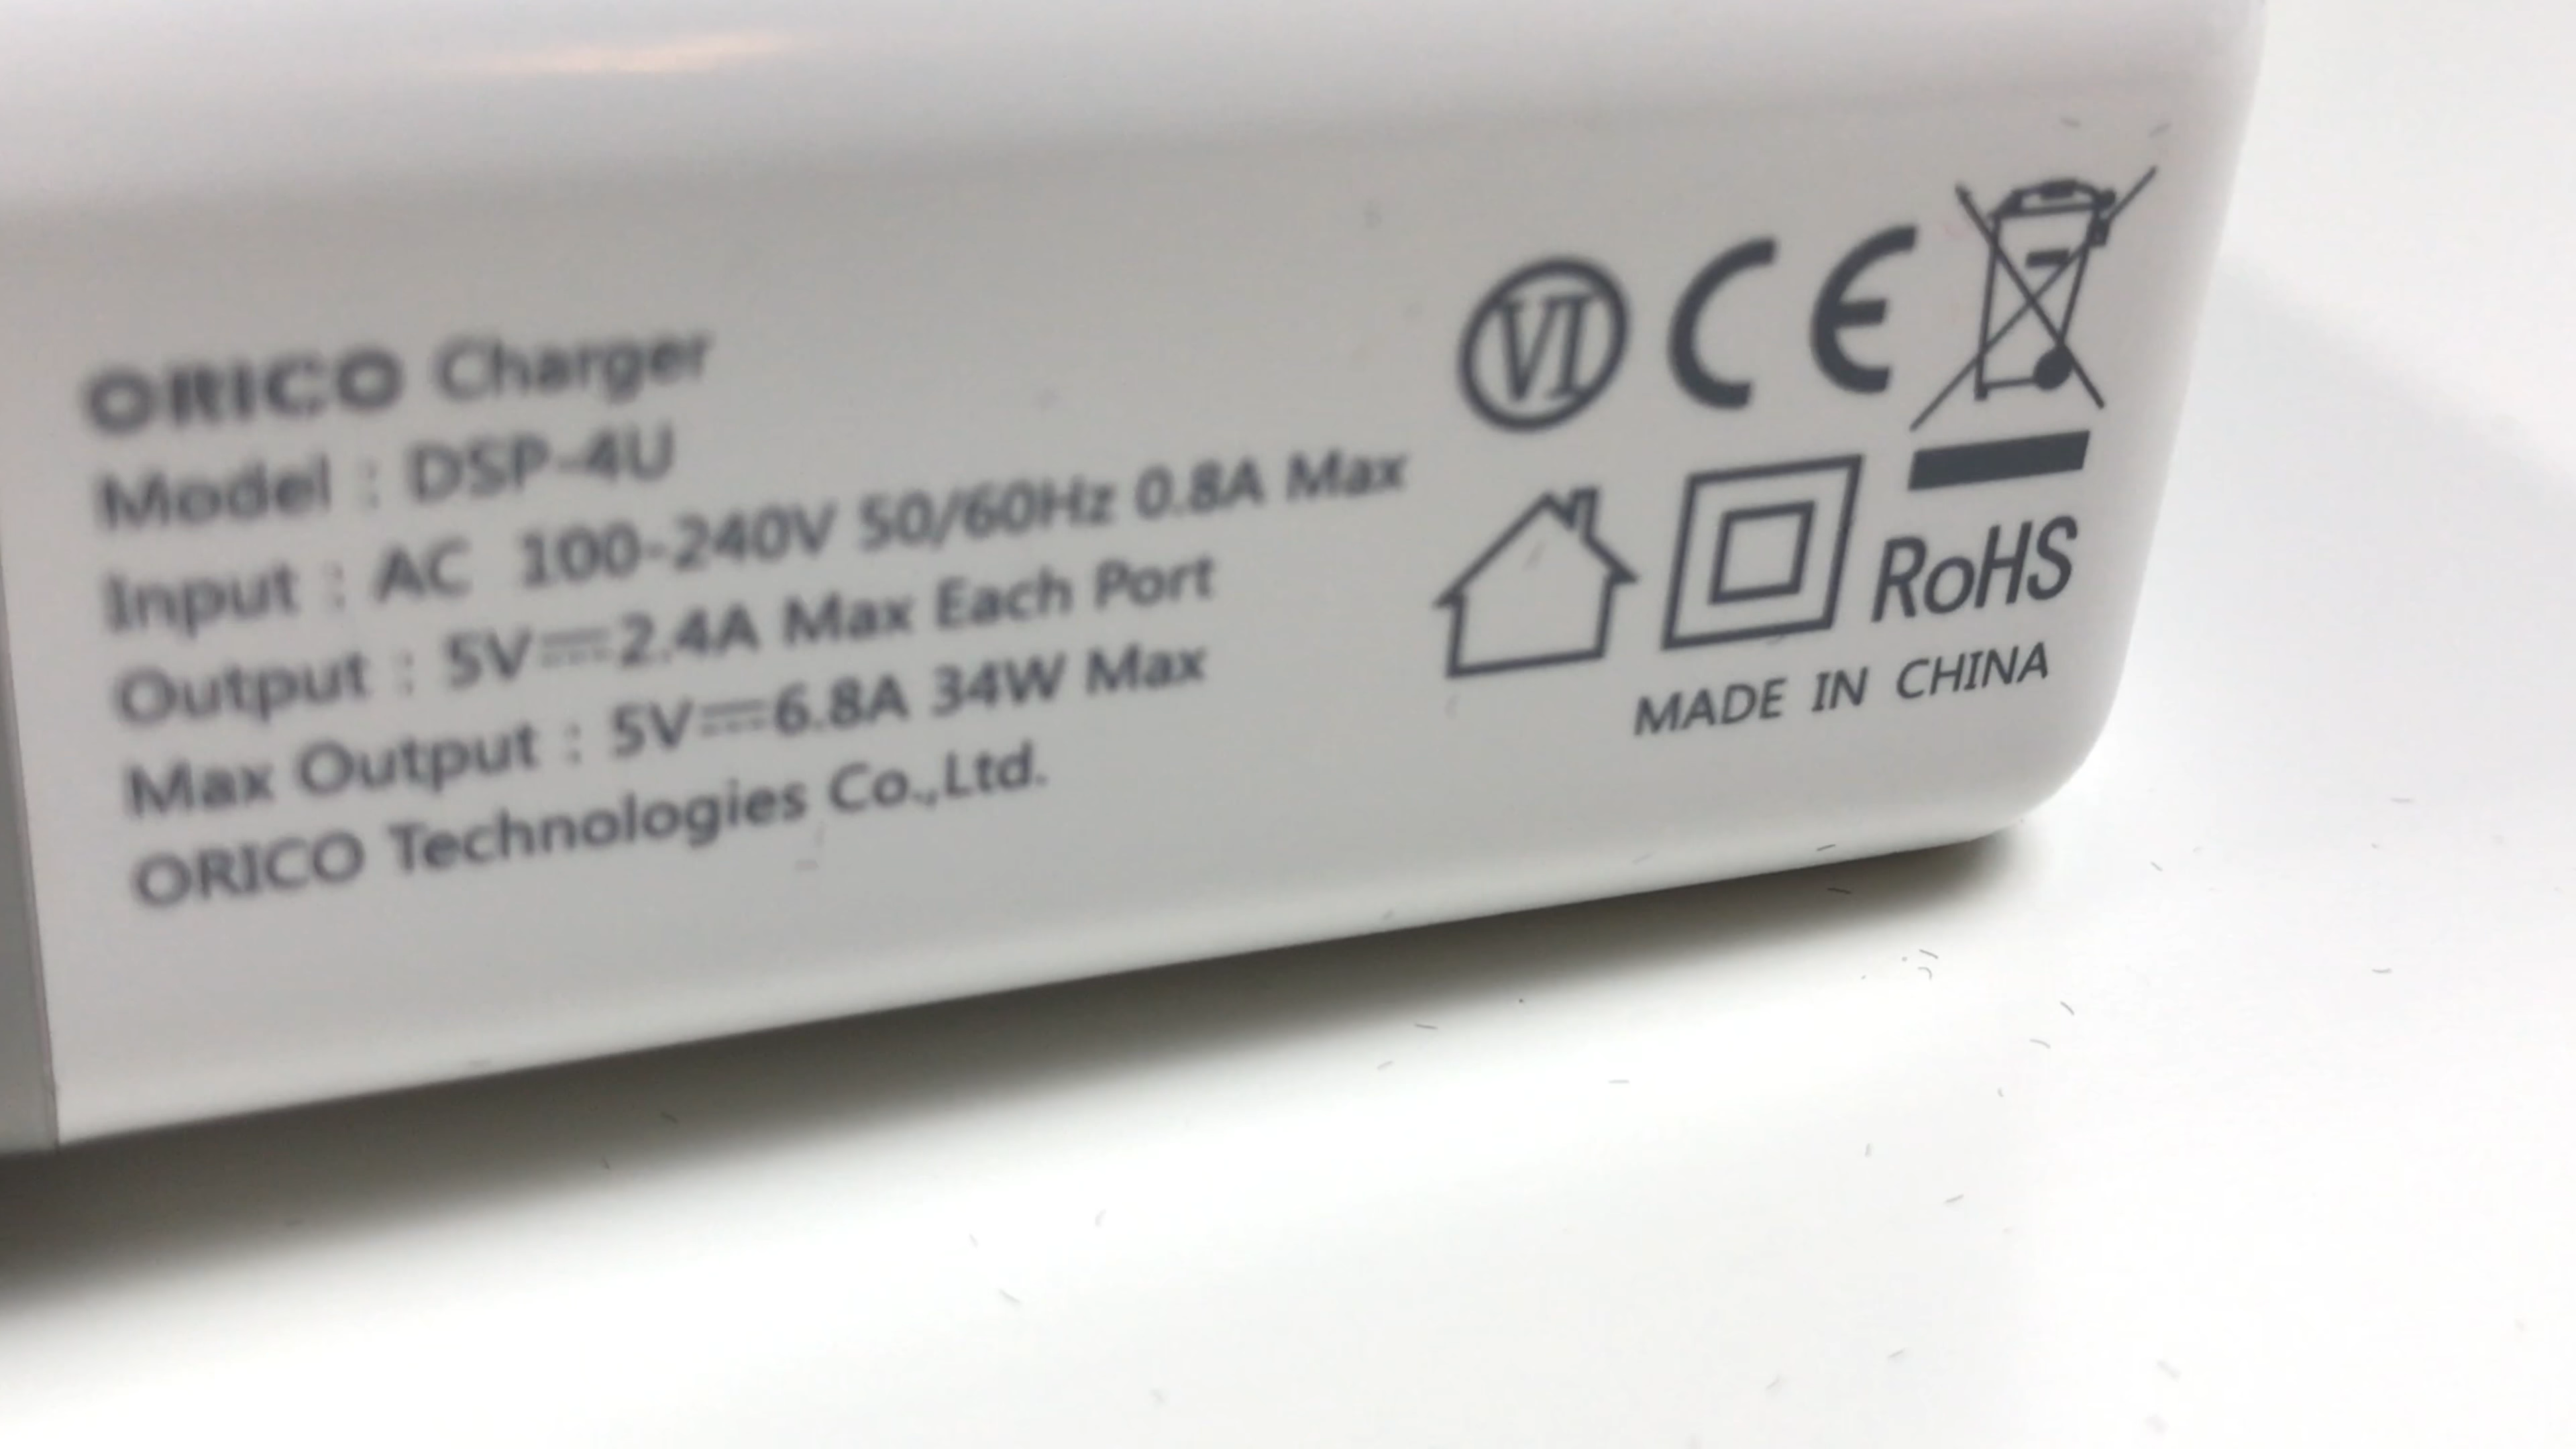 ORICO Charger
Model : DSP-4U
Input : AC 100-240V 50/60Hz 0.8A Max
Output : 5V⎓2.4A Max Each Port
Max Output : 5V⎓6.8A 34W Max
ORICO Technologies Co.,Ltd.
VI CE
RoHS
MADE IN CHINA